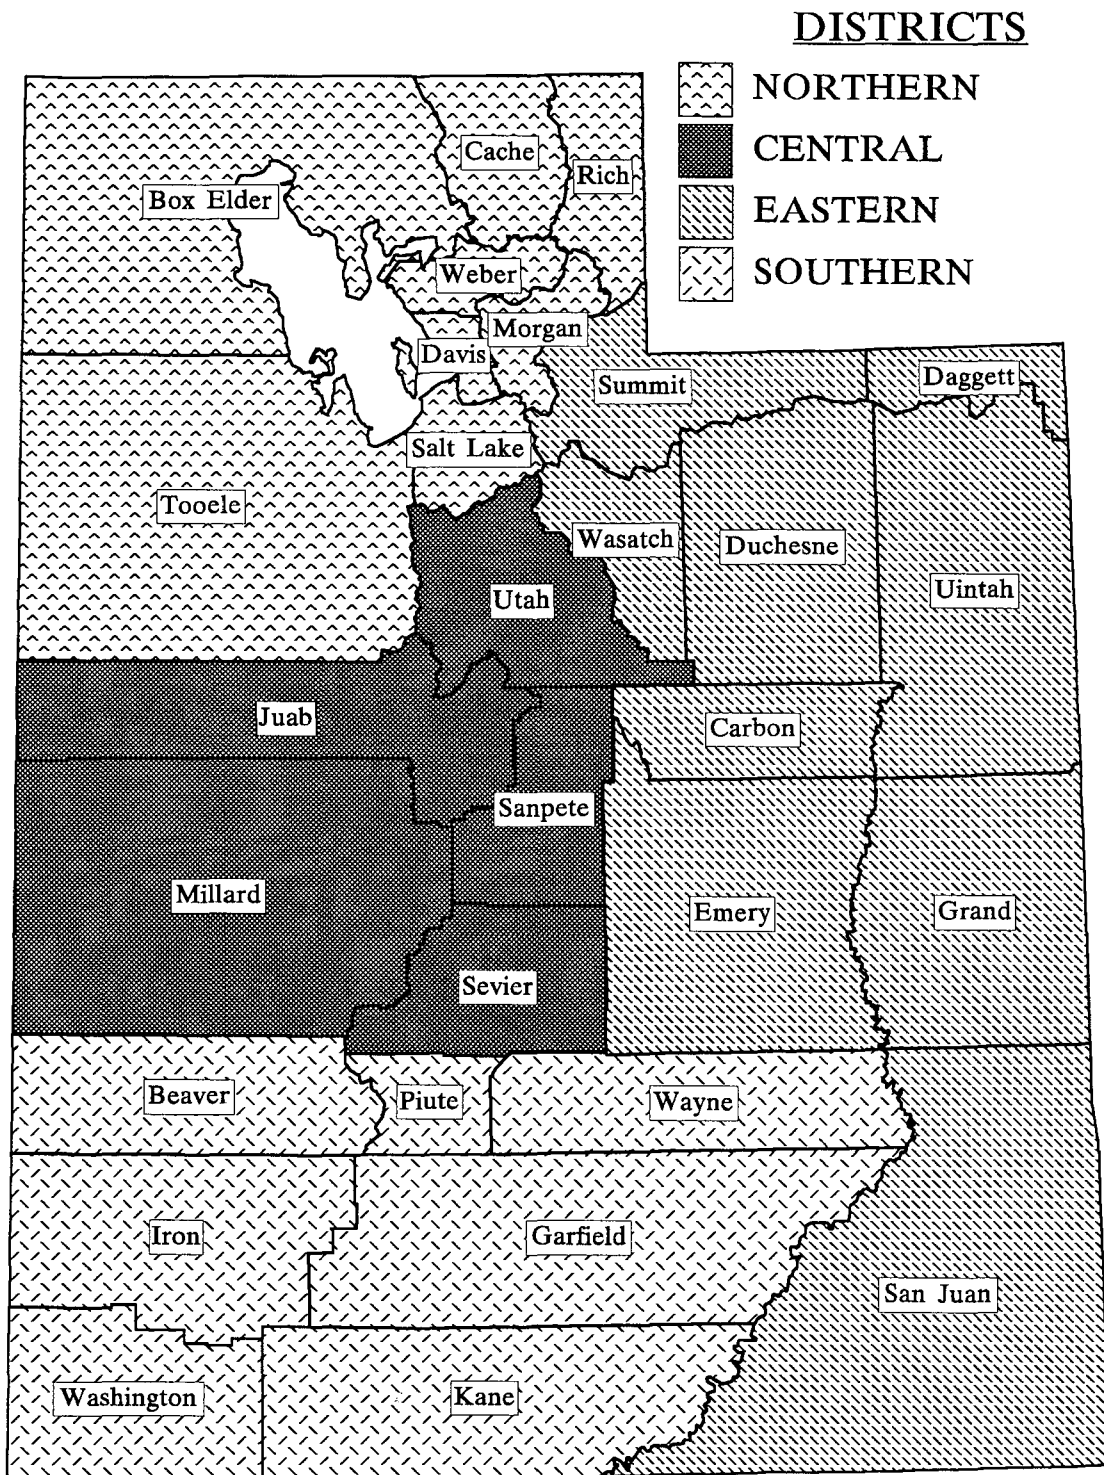 DISTRICTS
NORTHERN
CENTRAL
EASTERN
SOUTHERN
Cache
Rich
Box Elder
Weber
Morgan
Davis
Summit
Daggett
Salt Lake
Tooele
Wasatch
Duchesne
Uintah
Utah
Juab
Carbon
Sanpete
Millard
Emery
Grand
Sevier
Beaver
Piute
Wayne
Iron
Garfield
San Juan
Washington
Kane